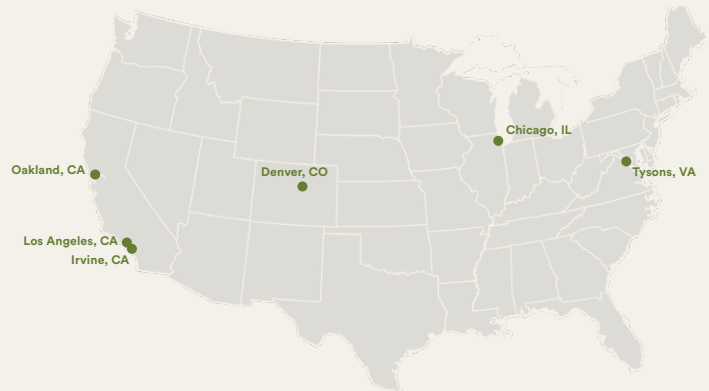 Chicago, IL
Oakland, CA
Denver, CO
Tysons, VA
Los Angeles, CA
Irvine, CA